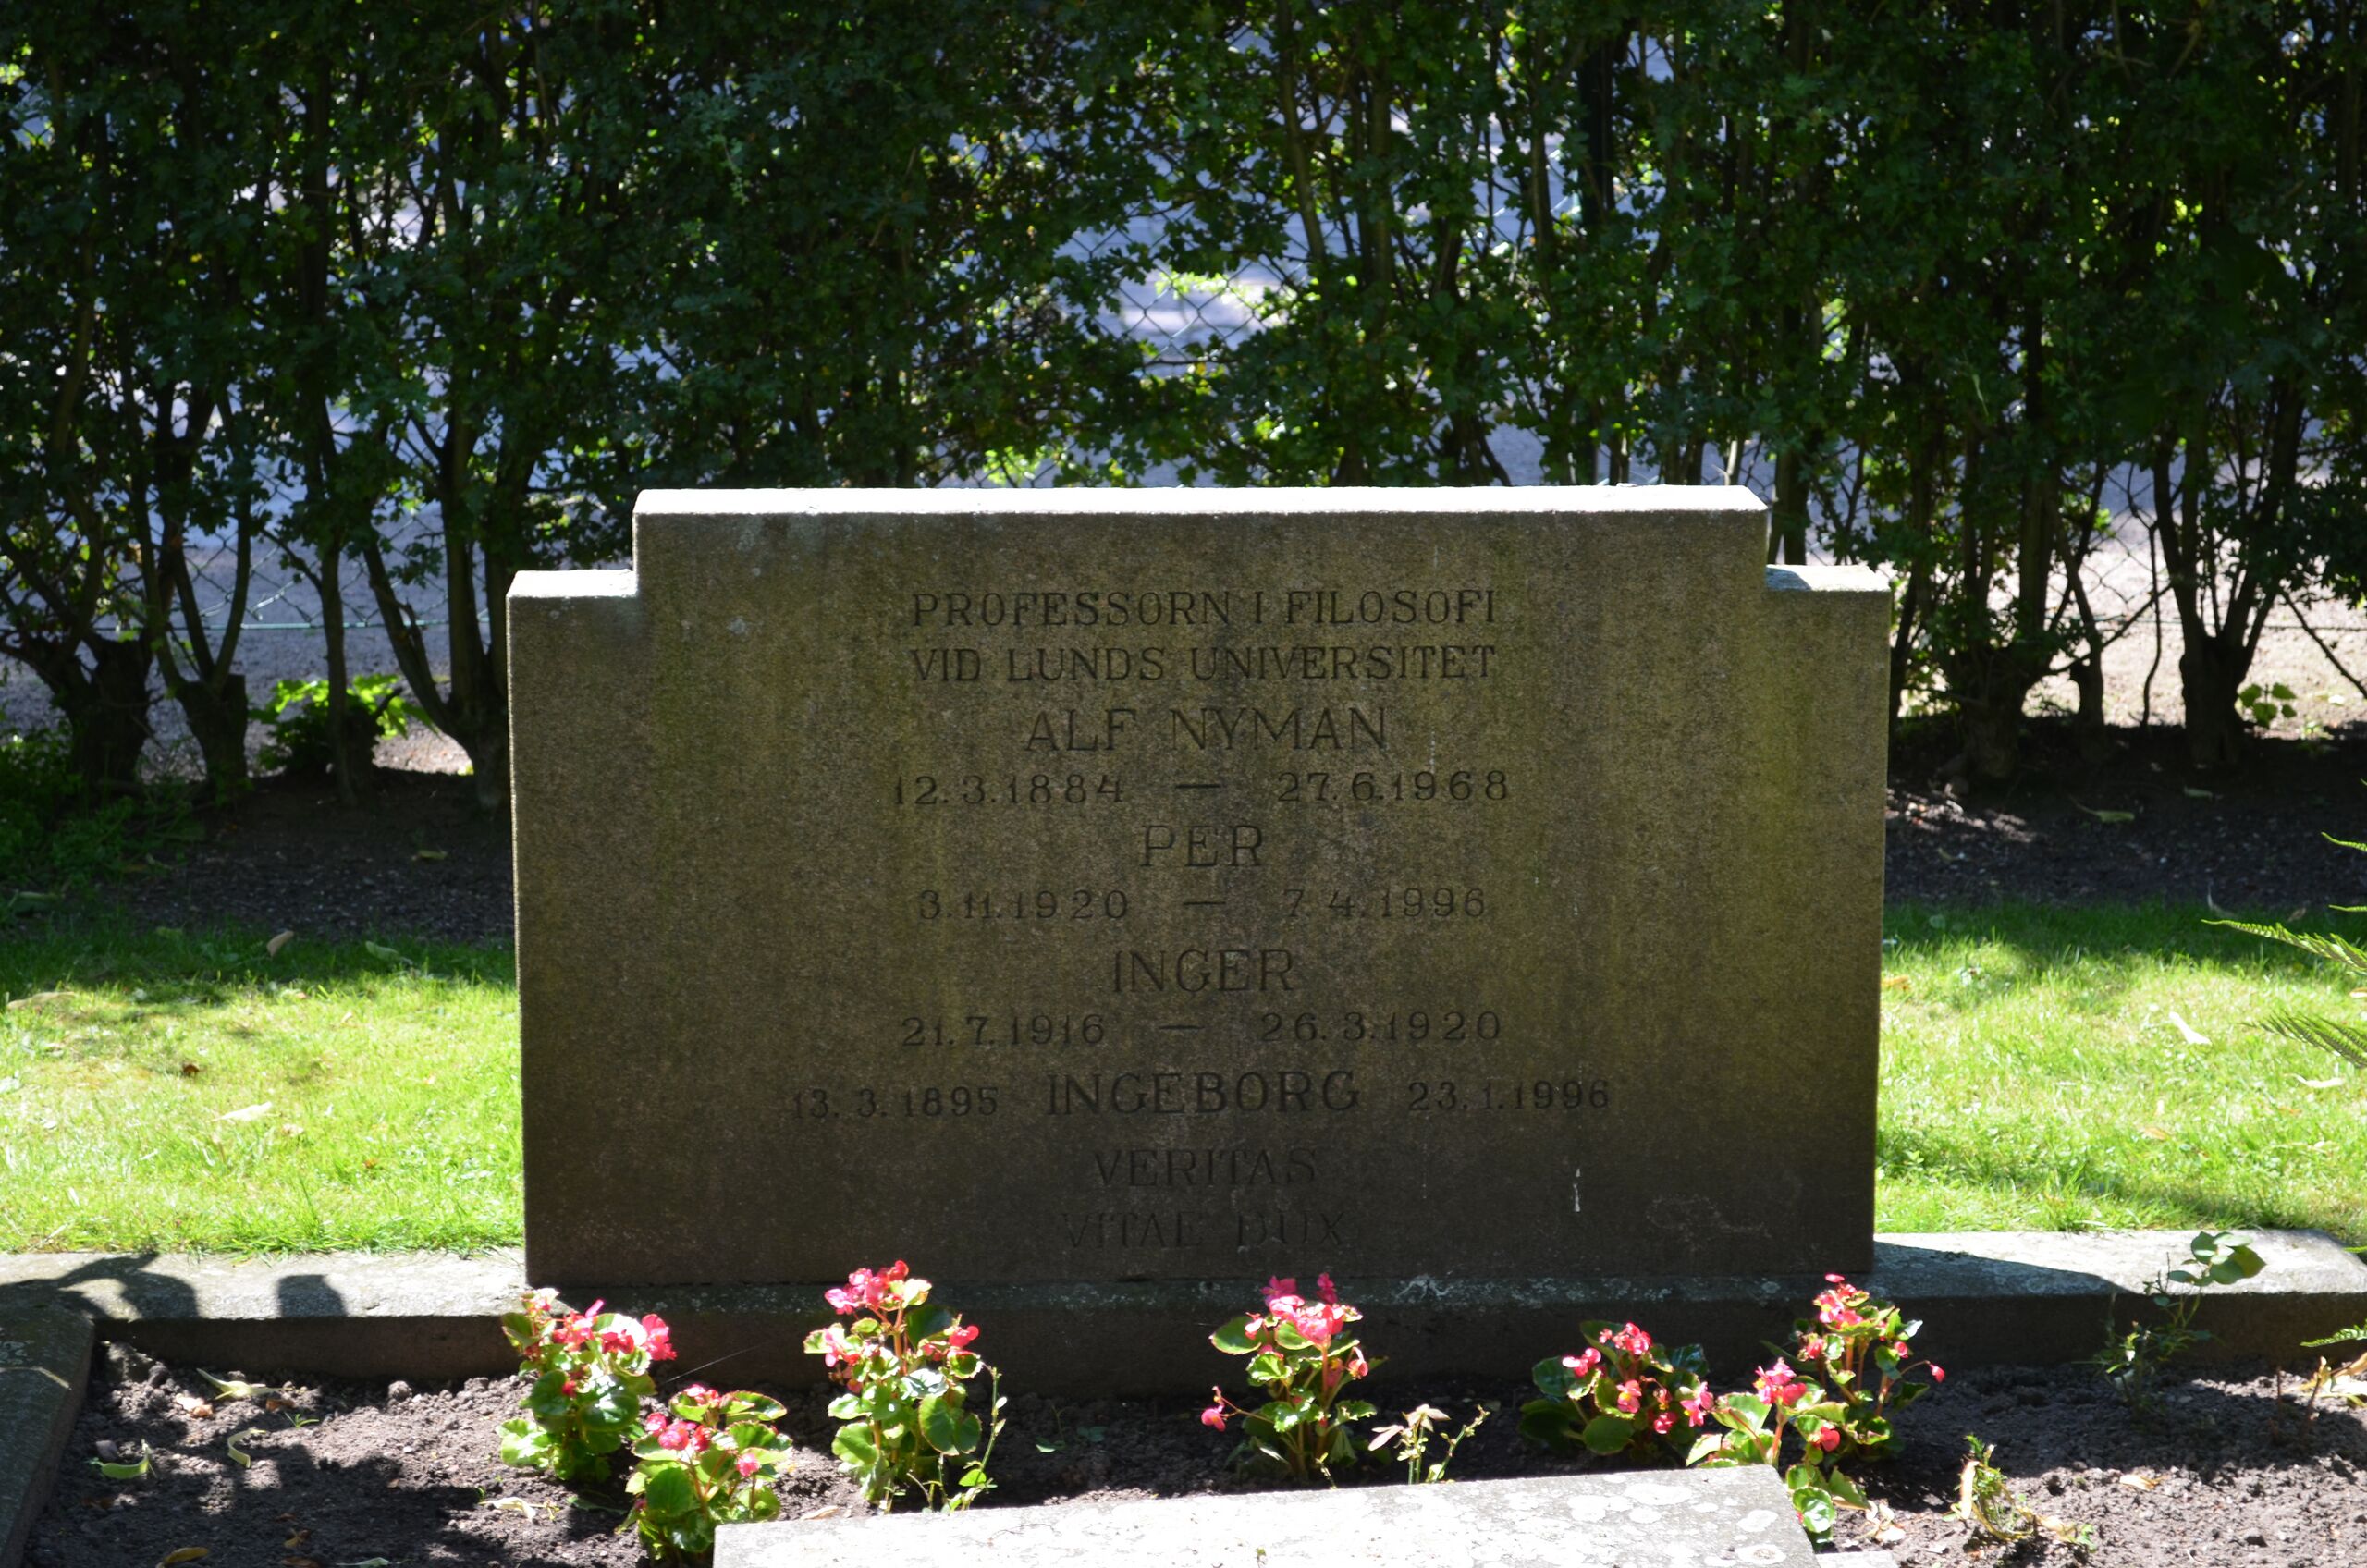 PROFESSORN I FILOSOFI
VID LUNDS UNIVERSITET
ALF NYMAN
12.3.1884 — 27.6.1968
PER
3.11.1920 — 7.4.1996
INGER
21.7.1916 — 26.3.1920
13.3.1895 INGEBORG 23.1.1996
VERITAS
VITAE DUX